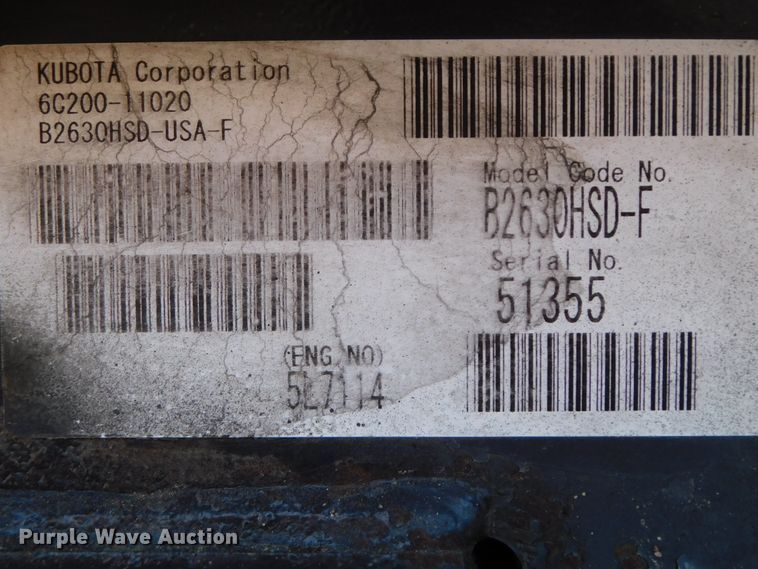 KUBOTA Corporation
6C200-11020
B2630HSD-USA-F
Model Code No.
B2630HSD-F
Serial No.
51355
(ENG NO)
5L7114
Purple Wave Auction®